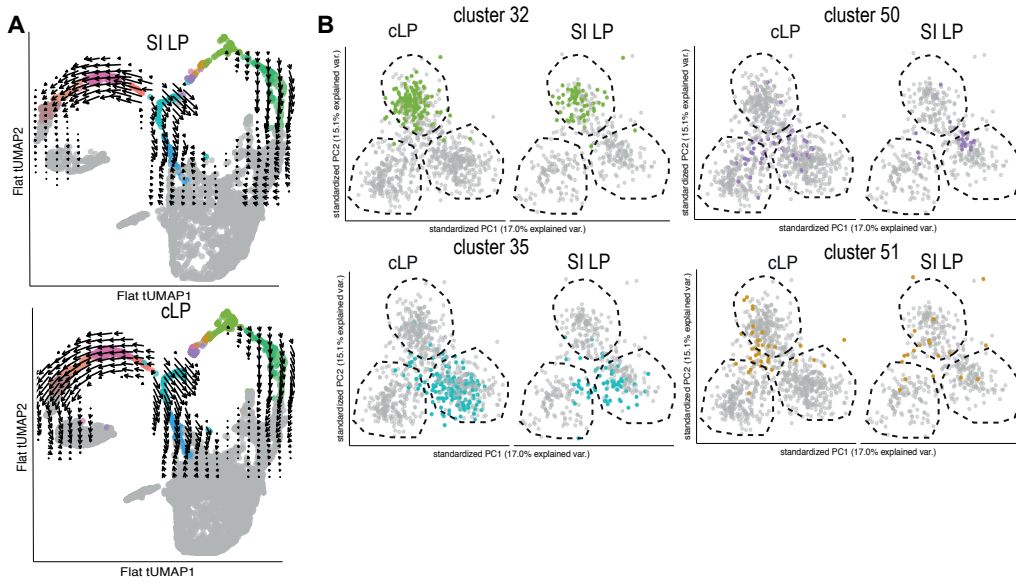 A
SI LP
Flat tUMAP2
Flat tUMAP1
cLP
Flat tUMAP2
Flat tUMAP1
B
cluster 32
cLP
SI LP
standardized PC2 (15.1% explained var.)
standardized PC1 (17.0% explained var.)
cluster 50
cLP
SI LP
standardized PC2 (15.1% explained var.)
standardized PC1 (17.0% explained var.)
cluster 35
cLP
SI LP
standardized PC2 (15.1% explained var.)
standardized PC1 (17.0% explained var.)
cluster 51
cLP
SI LP
standardized PC2 (15.1% explained var.)
standardized PC1 (17.0% explained var.)